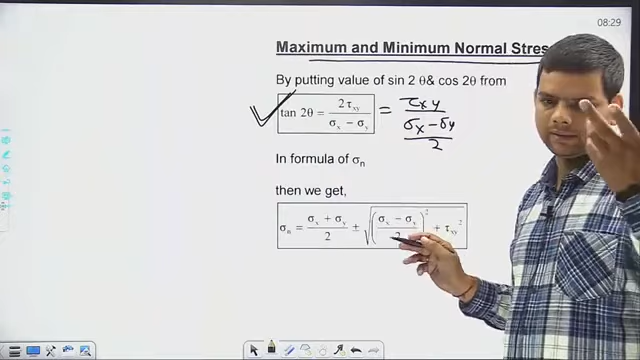 08:29
Maximum and Minimum Normal Stres
By putting value of sin 2 θ& cos 2θ from
tan 2θ = 2τxy / (σx − σy) = τxy / ((σx − σy) / 2)
In formula of σn
then we get,
σn = (σx + σy) / 2 ± √(((σx − σy) / 2)² + τxy²)